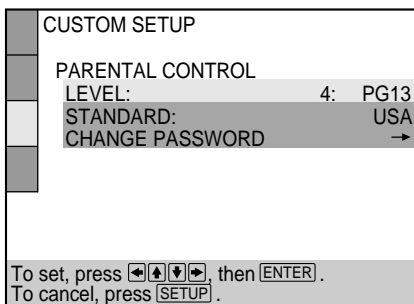 CUSTOM SETUP
PARENTAL CONTROL
LEVEL: 4: PG13
STANDARD: USA
CHANGE PASSWORD →
To set, press ←↑↓→, then ENTER.
To cancel, press SETUP.